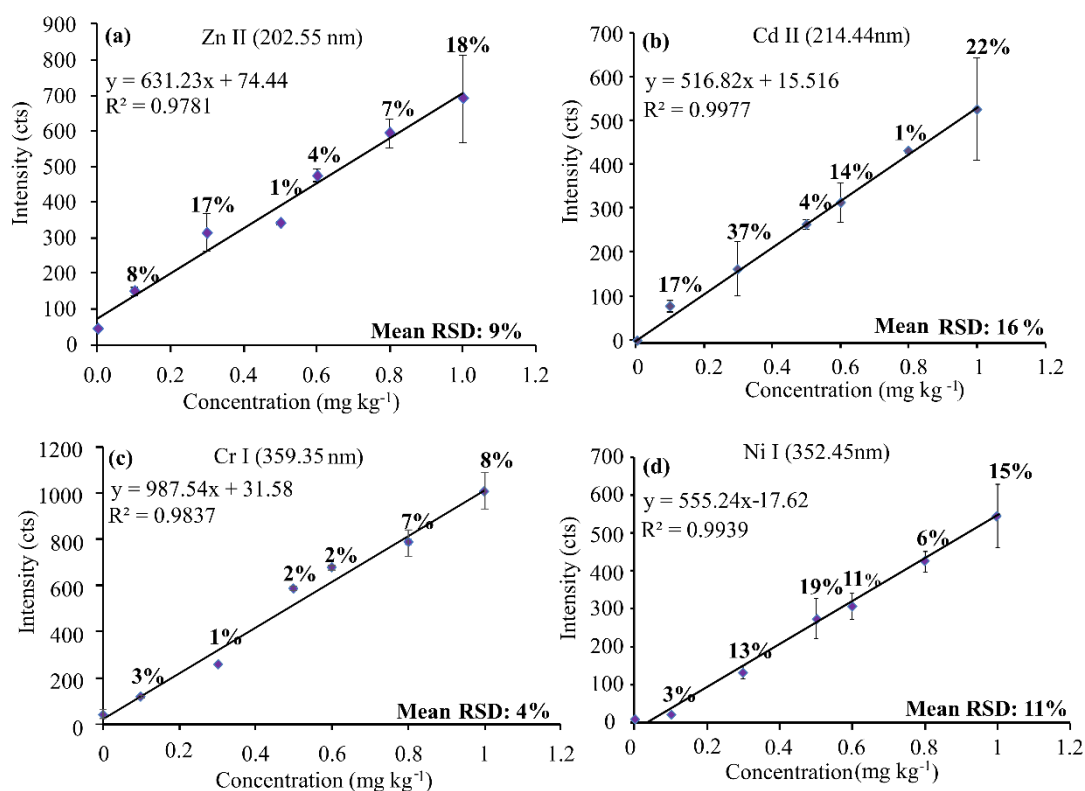 (a)
Zn II (202.55 nm)
y = 631.23x + 74.44
R² = 0.9781
Intensity (cts)
900
800
700
600
500
400
300
200
100
0
8%
17%
1%
4%
7%
18%
Mean RSD: 9%
0.0 0.2 0.4 0.6 0.8 1.0 1.2
Concentration (mg kg⁻¹)
(b)
Cd II (214.44nm)
y = 516.82x + 15.516
R² = 0.9977
Intensity (cts)
700
600
500
400
300
200
100
0
17%
37%
4%
14%
1%
22%
Mean RSD: 16 %
0 0.2 0.4 0.6 0.8 1 1.2
Concentration (mg kg⁻¹)
(c)
Cr I (359.35 nm)
y = 987.54x + 31.58
R² = 0.9837
Intensity (cts)
1200
1000
800
600
400
200
0
3%
1%
2%
2%
7%
8%
Mean RSD: 4%
0 0.2 0.4 0.6 0.8 1 1.2
Concentration (mg kg⁻¹)
(d)
Ni I (352.45nm)
y = 555.24x-17.62
R² = 0.9939
Intensity (cts)
700
600
500
400
300
200
100
0
3%
13%
19%
11%
6%
15%
Mean RSD: 11%
0 0.2 0.4 0.6 0.8 1 1.2
Concentration(mg kg⁻¹)